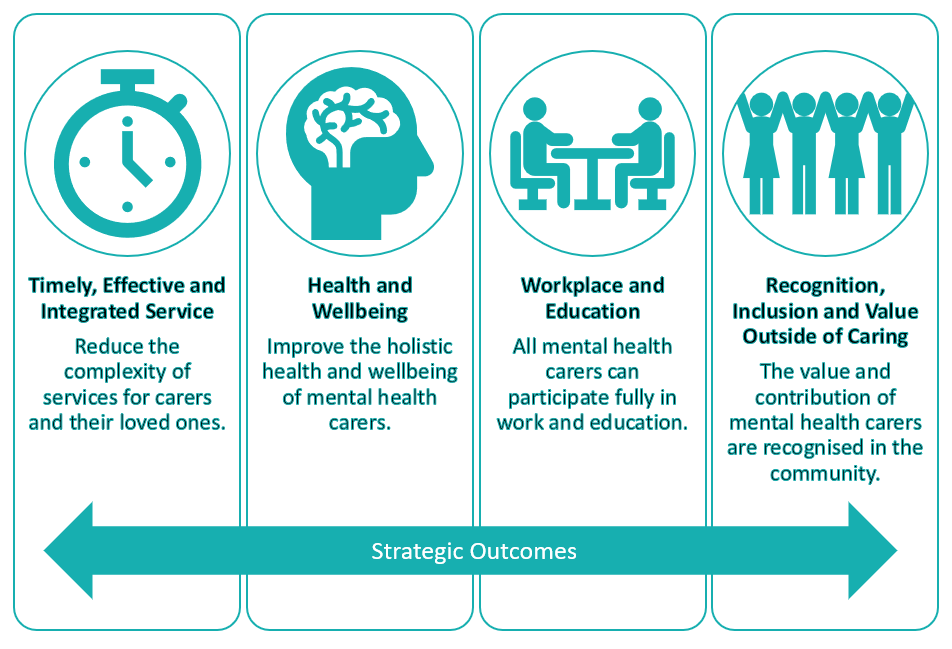 Timely, Effective and
Integrated Service
Reduce the
complexity of
services for carers
and their loved ones.
Health and
Wellbeing
Improve the holistic
health and wellbeing
of mental health
carers.
Workplace and
Education
All mental health
carers can
participate fully in
work and education.
Recognition,
Inclusion and Value
Outside of Caring
The value and
contribution of
mental health carers
are recognised in the
community.
Strategic Outcomes